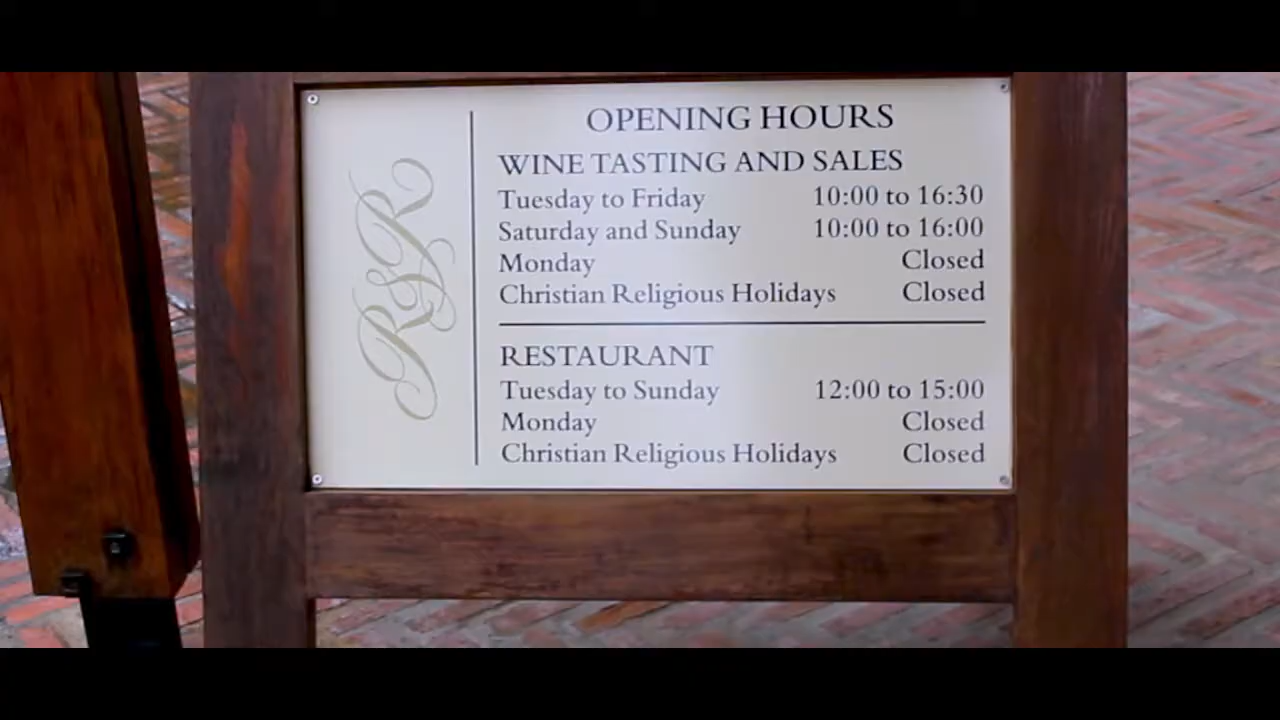 OPENING HOURS
WINE TASTING AND SALES
Tuesday to Friday 10:00 to 16:30
Saturday and Sunday 10:00 to 16:00
Monday Closed
Christian Religious Holidays Closed
RESTAURANT
Tuesday to Sunday 12:00 to 15:00
Monday Closed
Christian Religious Holidays Closed
R&R